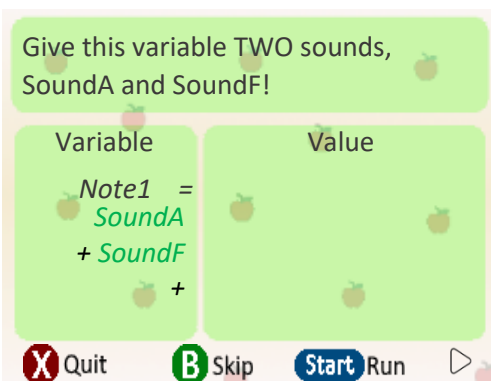 Give this variable TWO sounds,
SoundA and SoundF!
Variable
Value
Note1 =
SoundA
+ SoundF
+
X Quit
B Skip
Start Run